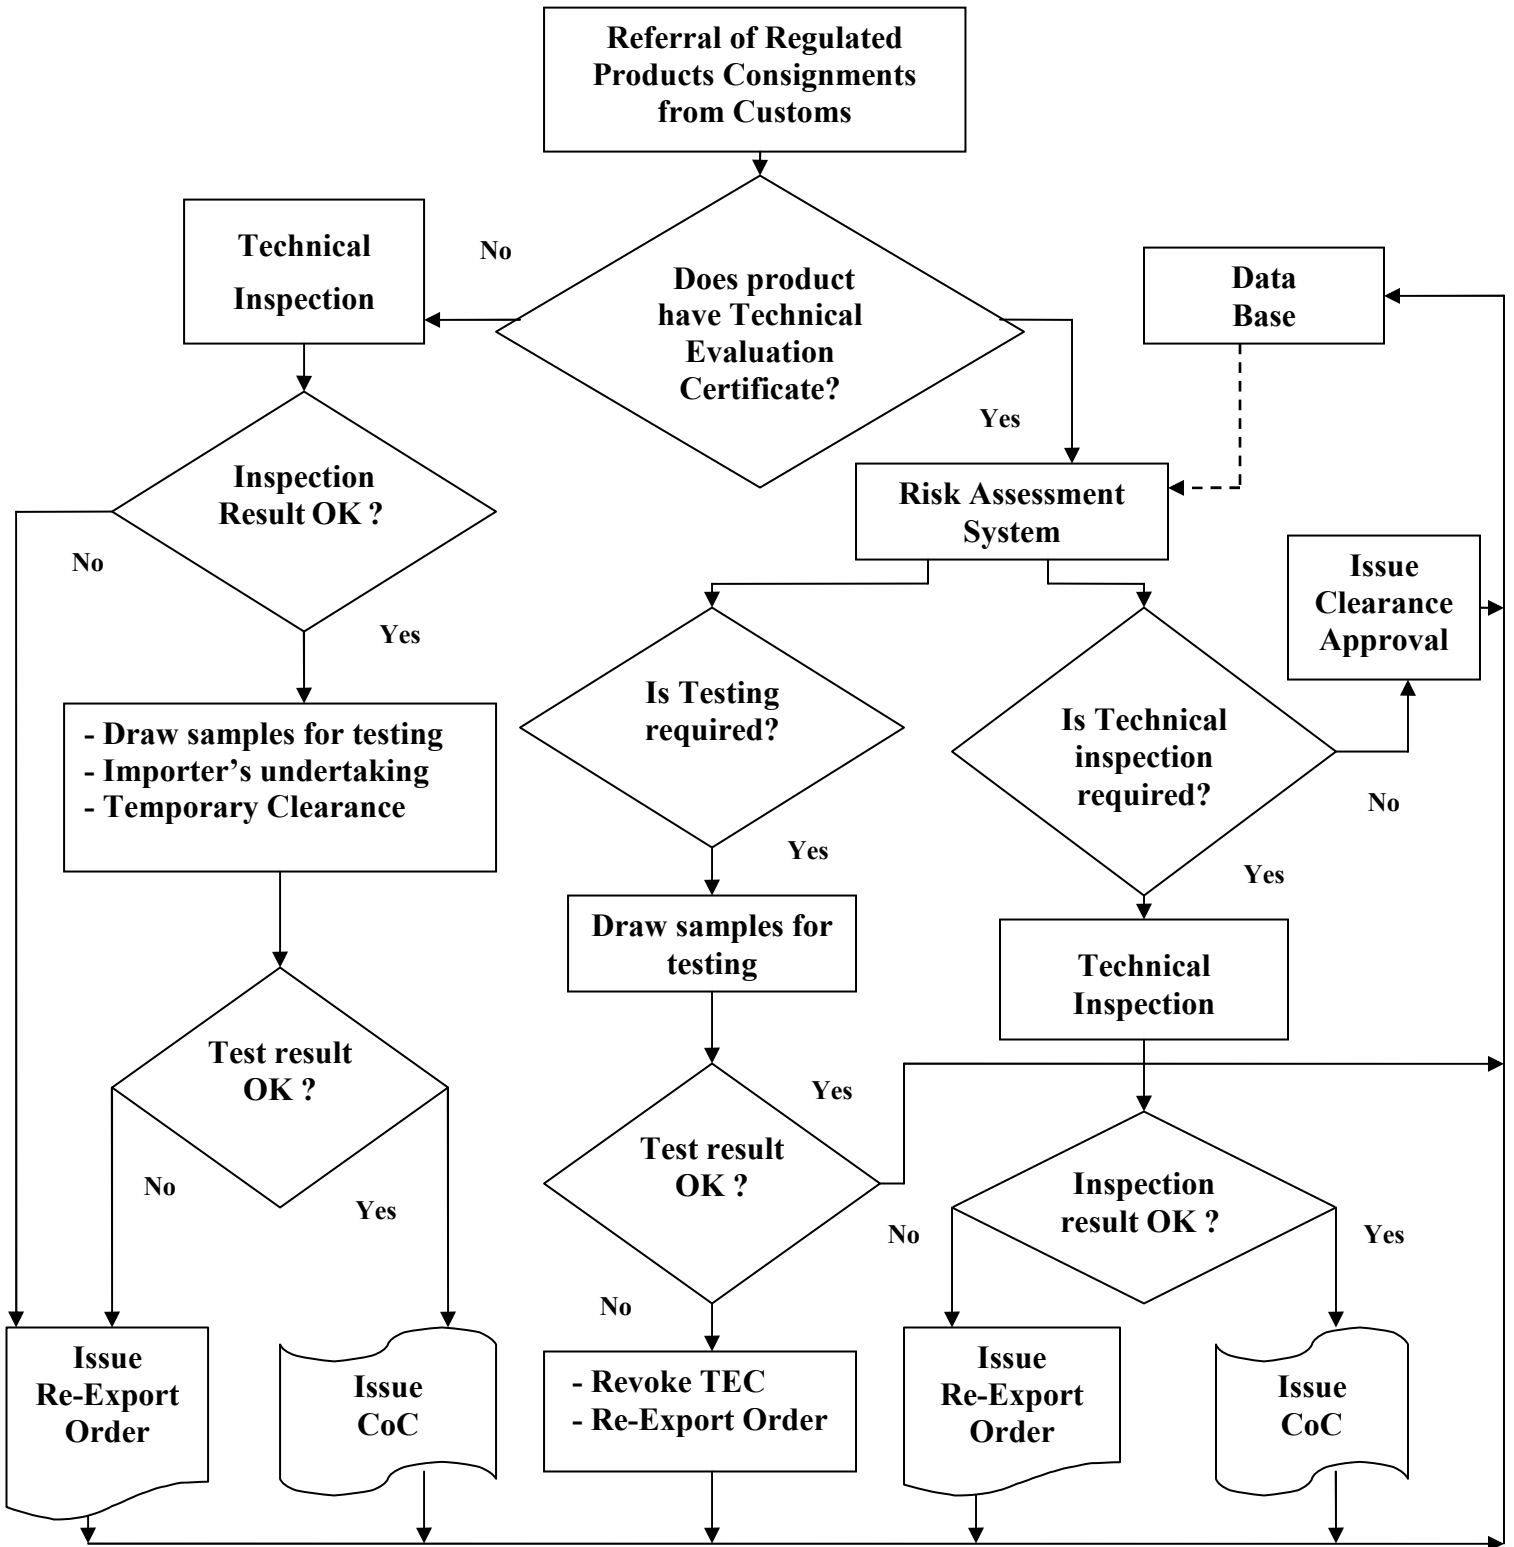 Referral of Regulated
Products Consignments
from Customs
Technical
Inspection
No
Does product
have Technical
Evaluation
Certificate?
Yes
Data
Base
Inspection
Result OK ?
No
Yes
Risk Assessment
System
Issue
Clearance
Approval
- Draw samples for testing
- Importer’s undertaking
- Temporary Clearance
Is Testing
required?
Yes
Is Technical
inspection
required?
No
Yes
Draw samples for
testing
Technical
Inspection
Test result
OK ?
No
Yes
Test result
OK ?
Yes
No
Inspection
result OK ?
No
Yes
Issue
Re-Export
Order
Issue
CoC
- Revoke TEC
- Re-Export Order
Issue
Re-Export
Order
Issue
CoC